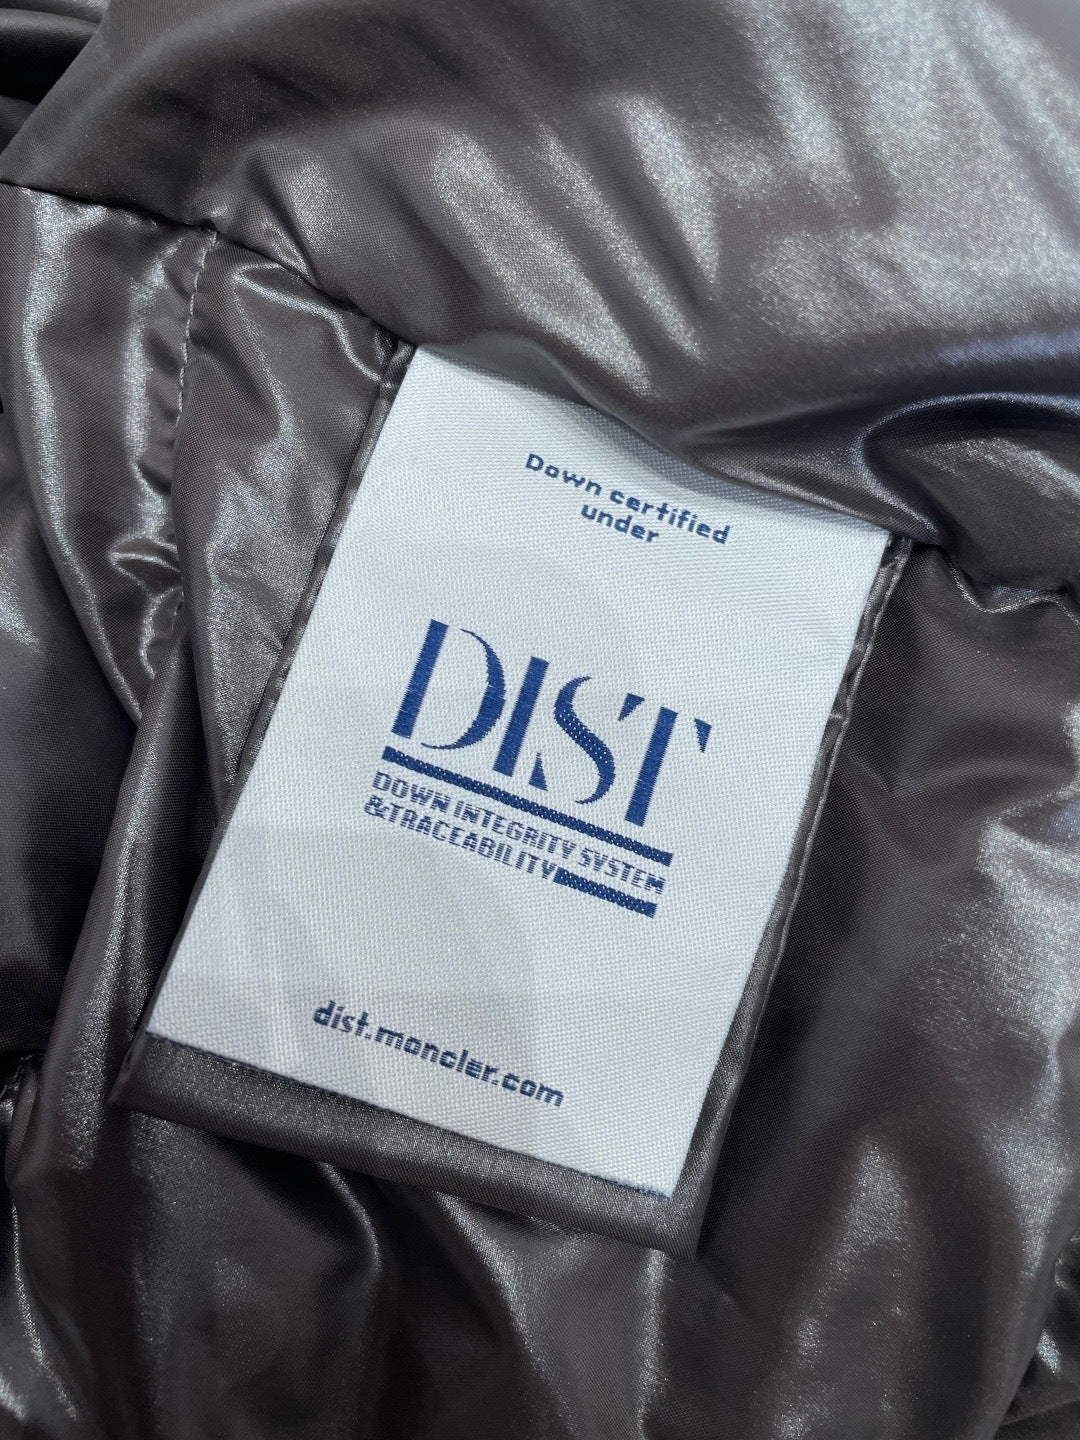 Down certified
under
DIST
DOWN INTEGRITY SYSTEM
&TRACEABILITY
dist.moncler.com